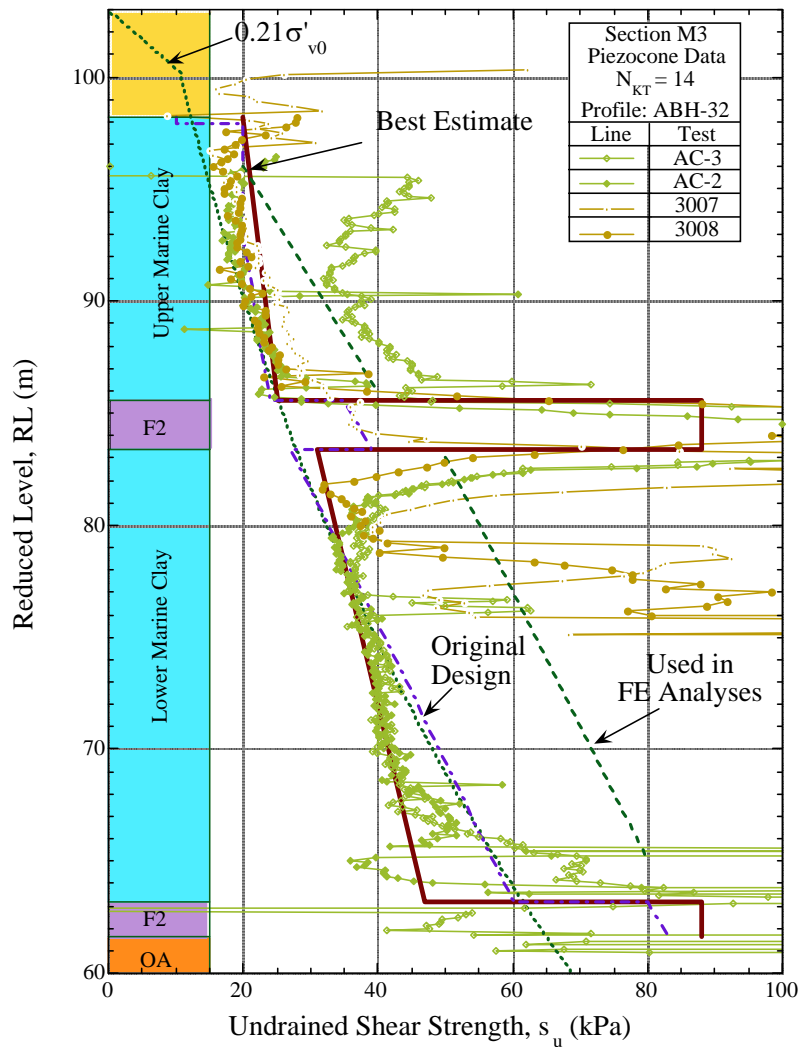 0.21σ'v0
Section M3
Piezocone Data
NKT = 14
Profile: ABH-32
Line Test
AC-3
AC-2
3007
3008
Best Estimate
Original
Design
Used in
FE Analyses
Upper Marine Clay
F2
Lower Marine Clay
F2
OA
Reduced Level, RL (m)
100
90
80
70
60
0 20 40 60 80 100
Undrained Shear Strength, su (kPa)